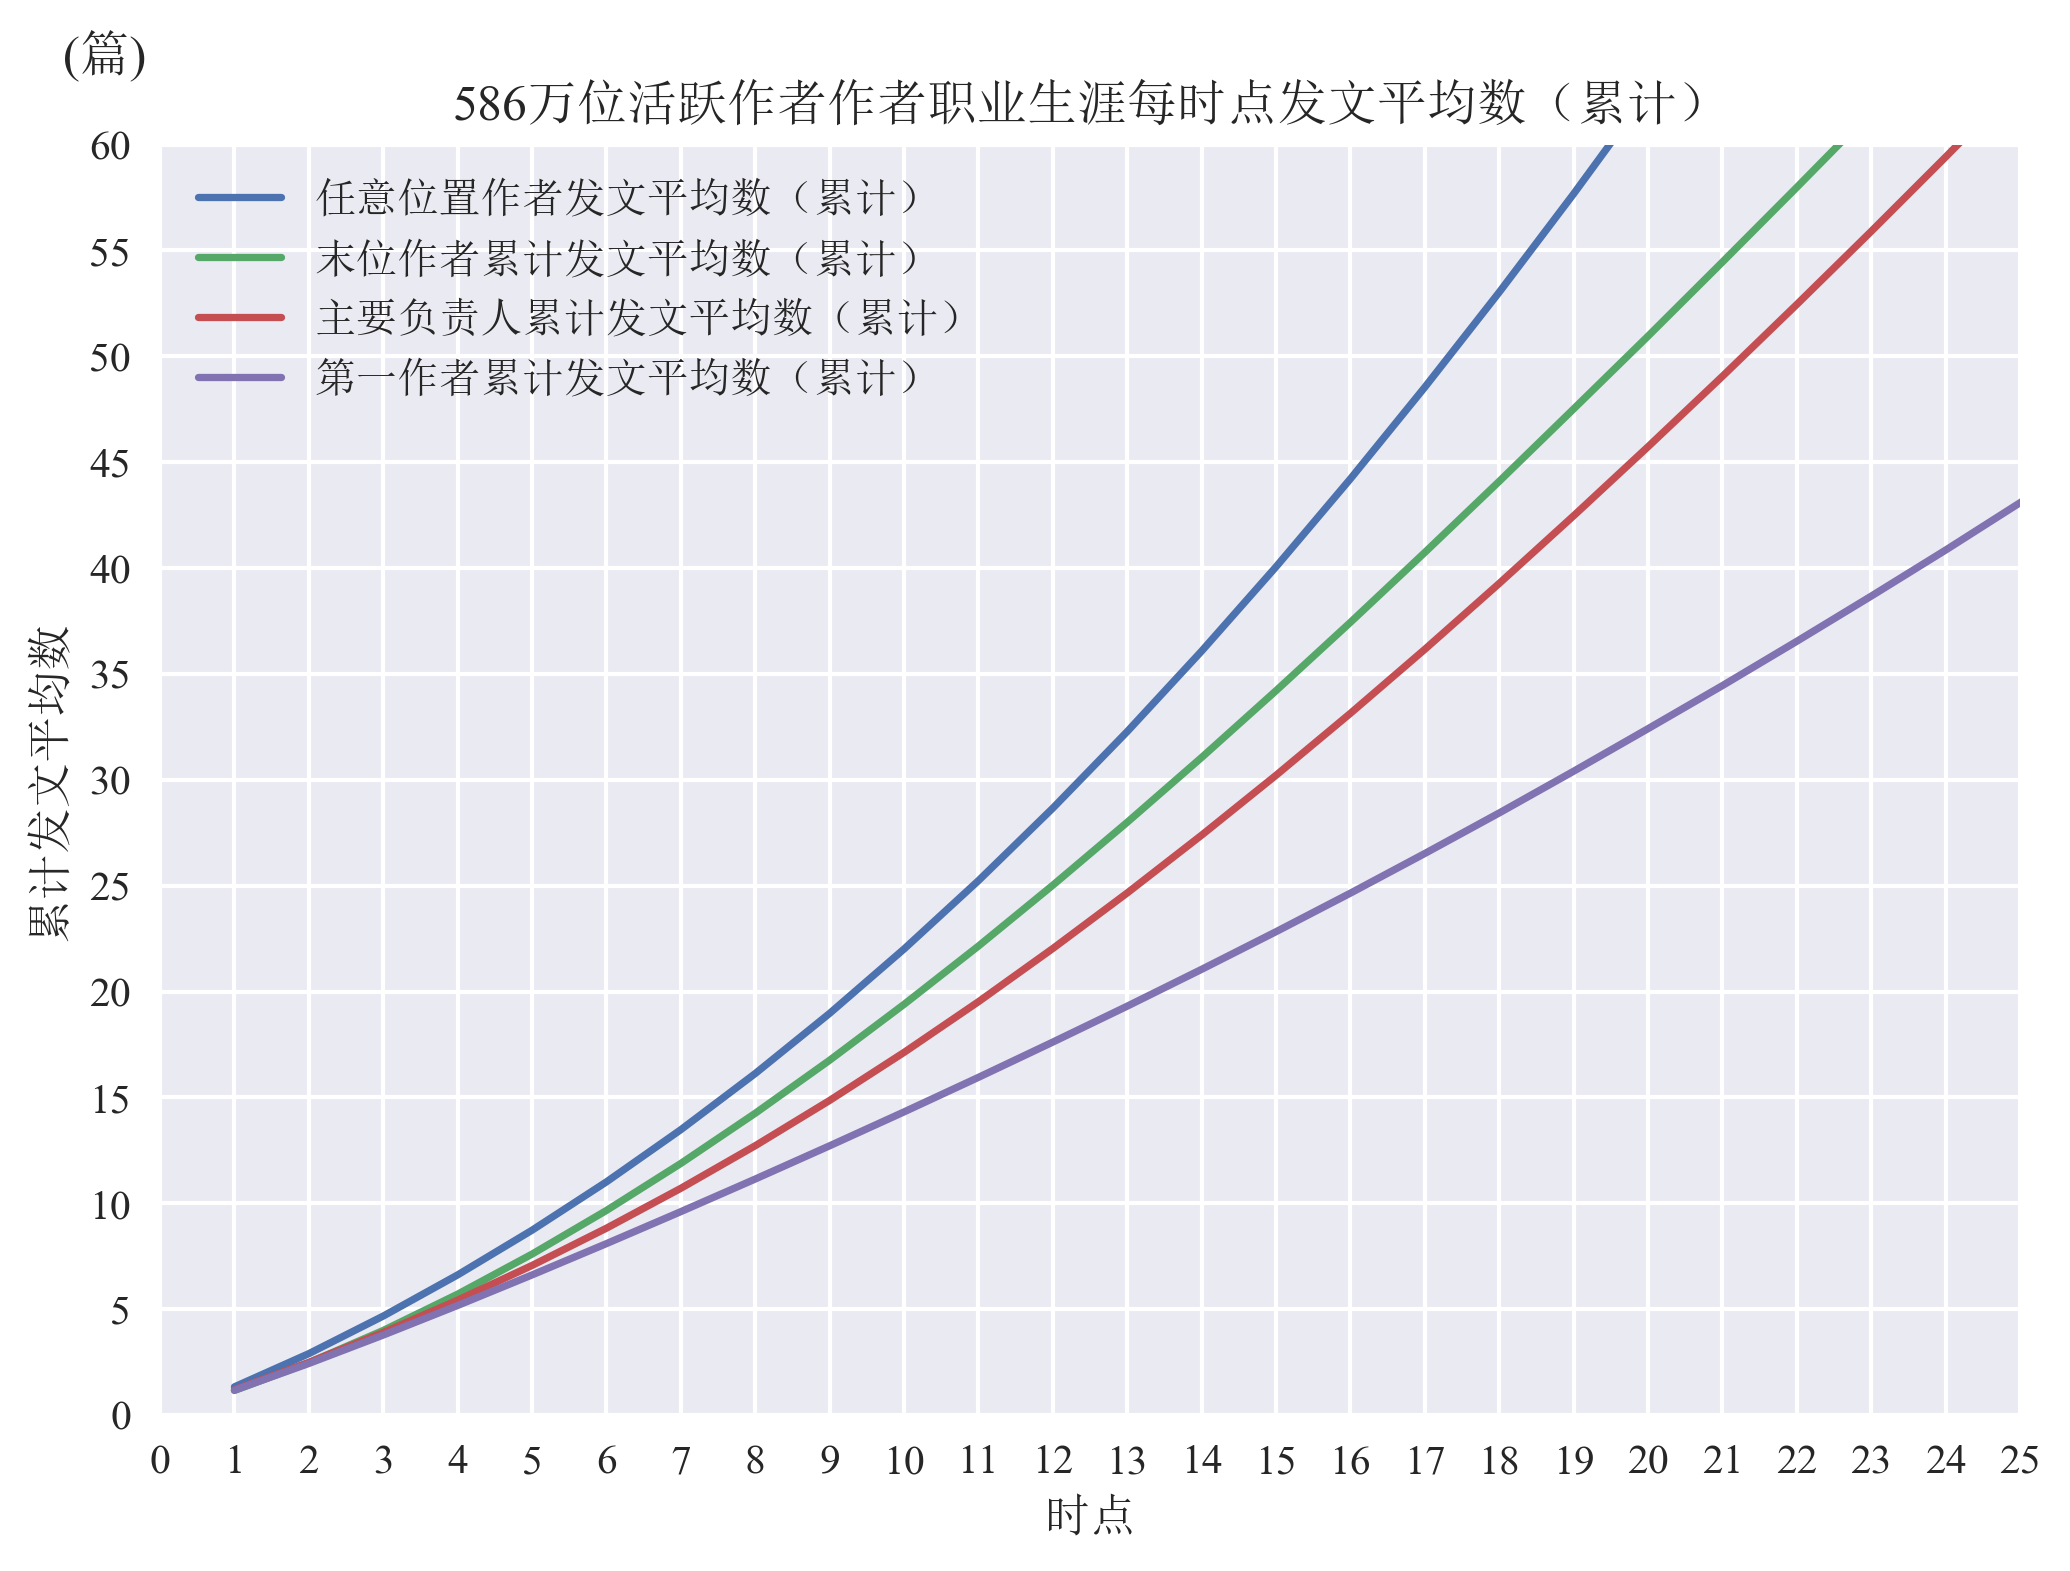 (篇)
586万位活跃作者作者职业生涯每时点发文平均数（累计）
任意位置作者发文平均数（累计）
末位作者累计发文平均数（累计）
主要负责人累计发文平均数（累计）
第一作者累计发文平均数（累计）
60
55
50
45
40
35
30
25
20
15
10
5
0
累计发文平均数
0 1 2 3 4 5 6 7 8 9 10 11 12 13 14 15 16 17 18 19 20 21 22 23 24 25
时点